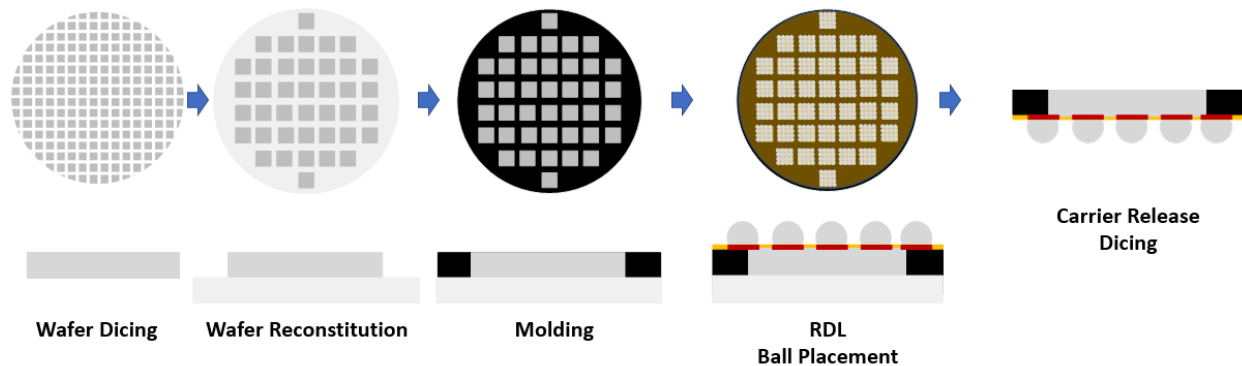 Wafer Dicing
Wafer Reconstitution
Molding
RDL
Ball Placement
Carrier Release
Dicing